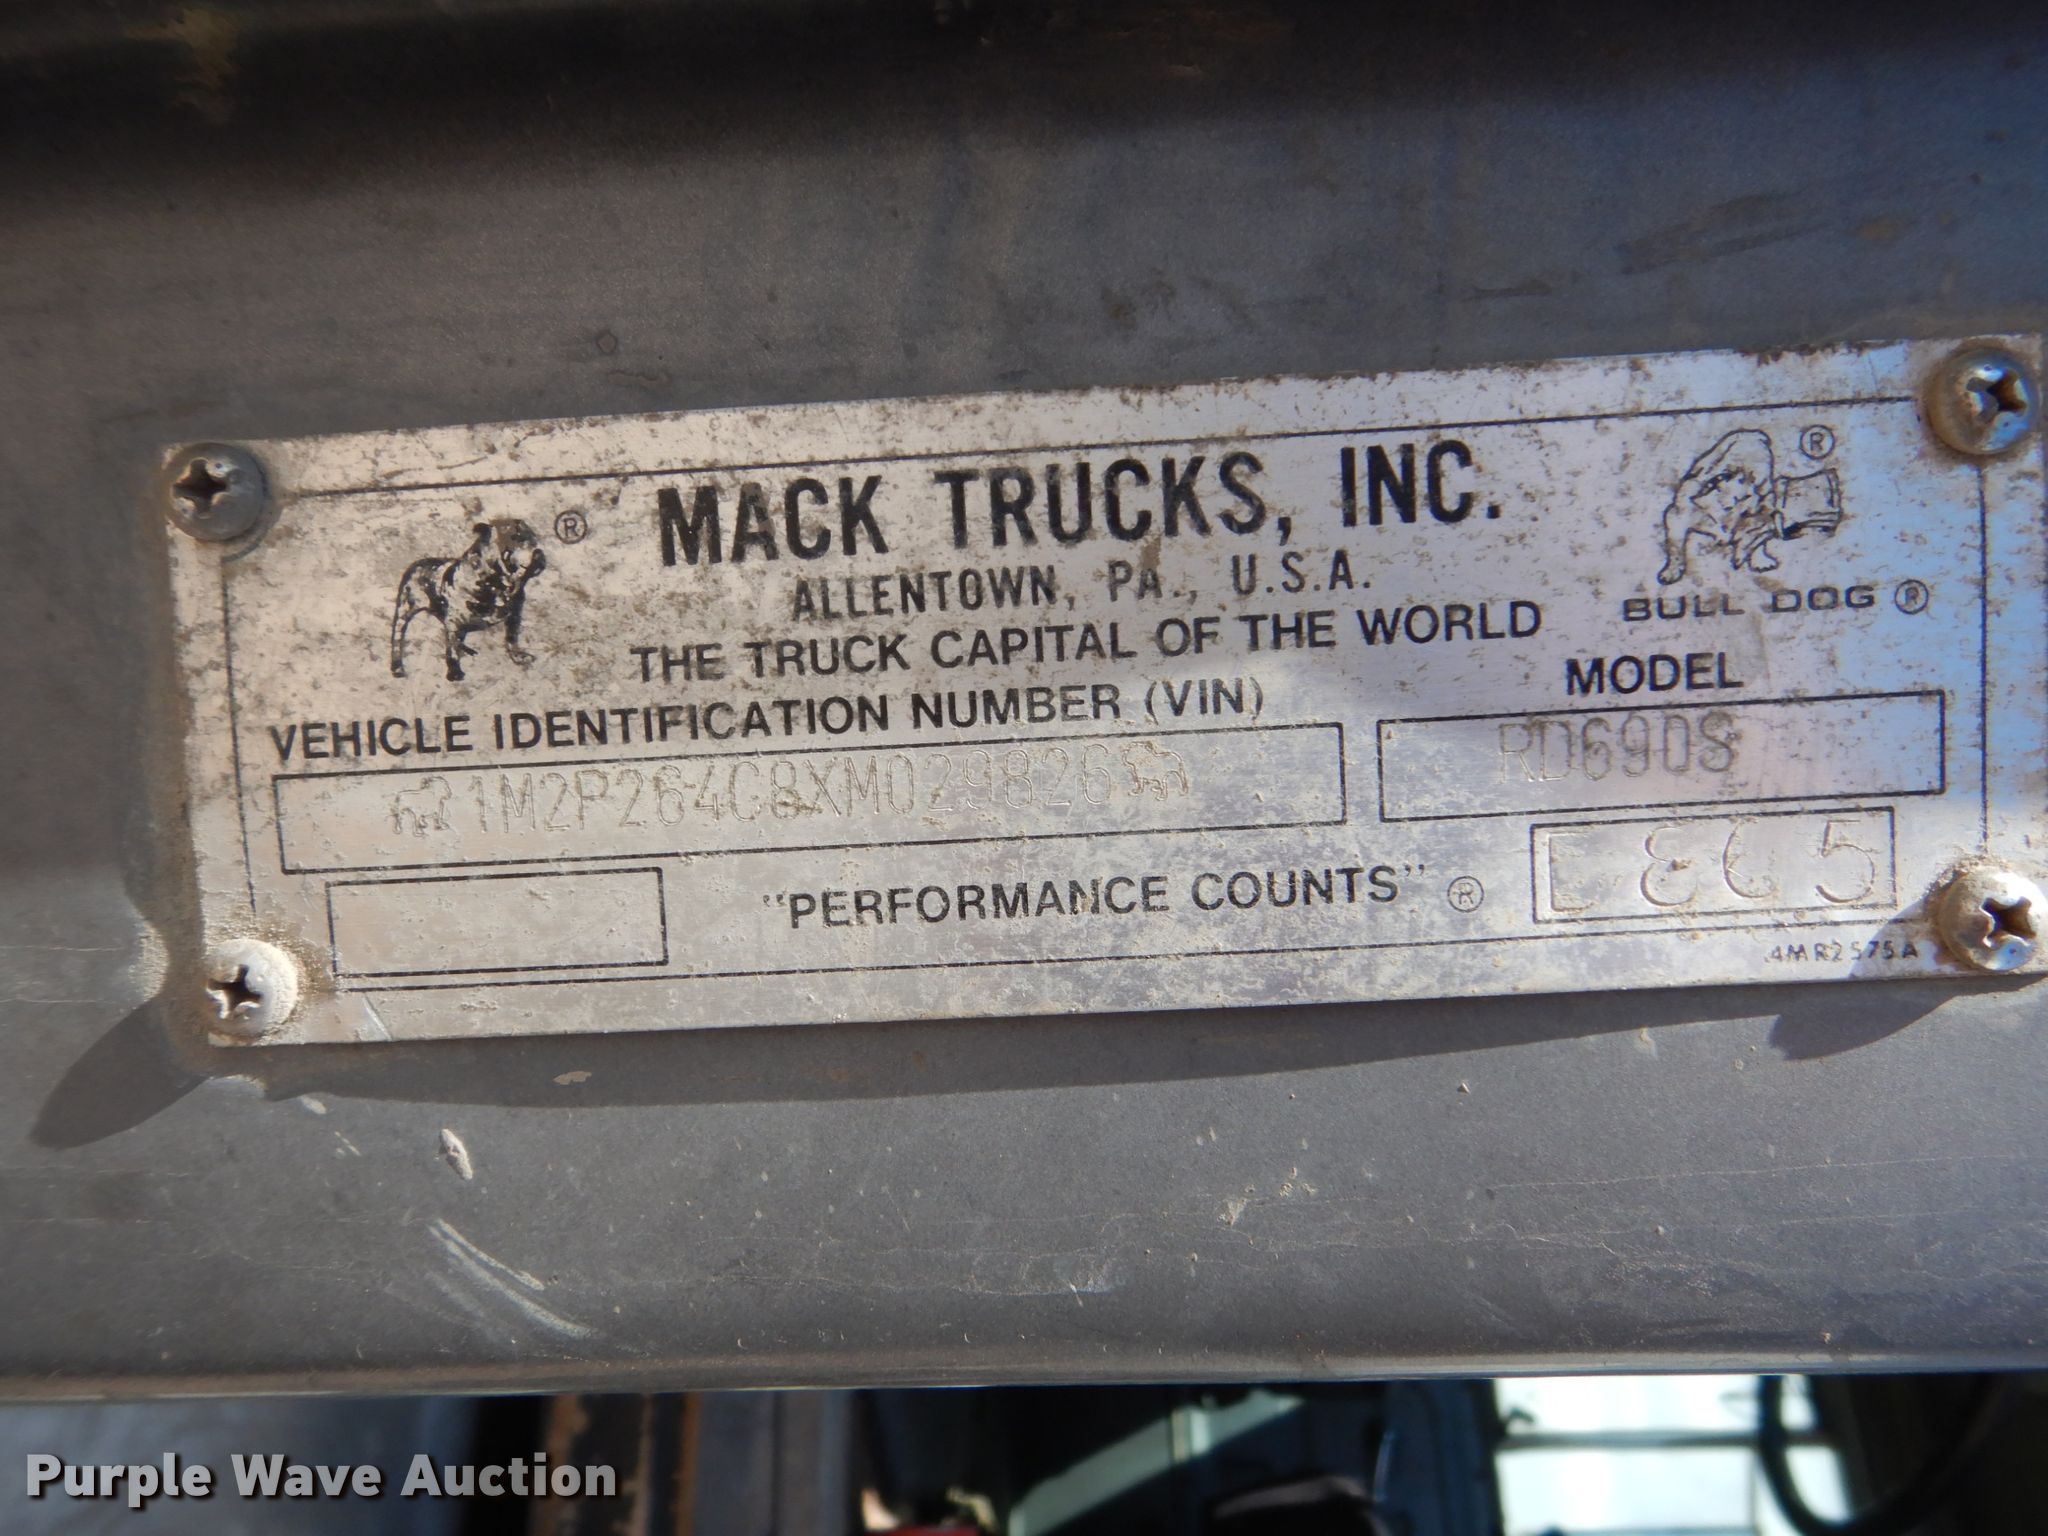 MACK TRUCKS, INC.
ALLENTOWN, PA., U.S.A.
THE TRUCK CAPITAL OF THE WORLD
®
®
BULL DOG ®
VEHICLE IDENTIFICATION NUMBER (VIN)
MODEL
1M2P264C8XM029826
RD690S
"PERFORMANCE COUNTS" ®
4MR2575A
Purple Wave Auction